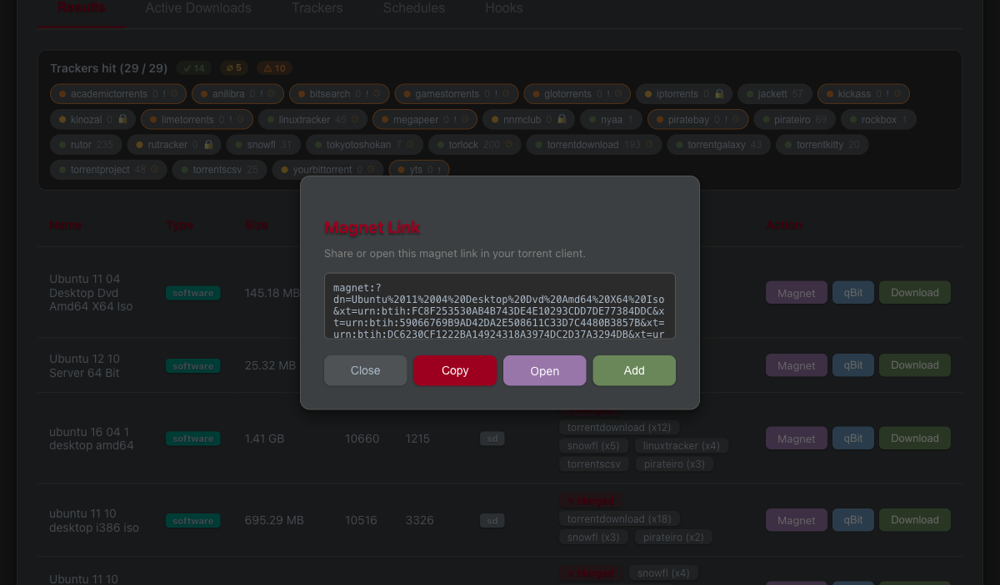 Results Active Downloads Trackers Schedules Hooks
Trackers hit (29 / 29) ✓ 14 ⊘ 5 ⚠ 10
academictorrents 0 ! anilibra 0 ! bitsearch 0 ! gamestorrents 0 ! glotorrents 0 ! iptorrents 0 🔒 jackett 57 kickass 0 !
kinozal 0 🔒 limetorrents 0 ! linuxtracker 45 megapeer 0 ! nnmclub 0 🔒 nyaa 1 piratebay 0 ! pirateiro 69 rockbox 1
rutor 235 rutracker 0 🔒 snowfl 31 tokyotoshokan 7 torlock 200 torrentdownload 193 torrentgalaxy 43 torrentkitty 20
torrentproject 48 torrentscsv 25 yourbittorrent 0 yts 0 !
Name Type Size Action
Magnet Link
Share or open this magnet link in your torrent client.
magnet:?
dn=Ubuntu%2011%2004%20Desktop%20Dvd%20Amd64%20X64%20Iso
&xt=urn:btih:FC8F253530AB4B743DE4E10293CDD7DE77384DDC&x
t=urn:btih:59066769B9AD42DA2E508611C33D7C4480B3857B&xt=
urn:btih:DC6230CF1222BA14924318A3974DC2D37A3294DB&xt=ur
Close Copy Open Add
Ubuntu 11 04
Desktop Dvd
Amd64 X64 Iso
software 145.18 MB Magnet qBit Download
Ubuntu 12 10
Server 64 Bit
software 25.32 MB Magnet qBit Download
ubuntu 16 04 1
desktop amd64
software 1.41 GB 10660 1215 sd
torrentdownload (x12)
snowfl (x5) linuxtracker (x4)
torrentscsv pirateiro (x3)
Magnet qBit Download
ubuntu 11 10
desktop i386 iso
software 695.29 MB 10516 3326 sd
Merged
torrentdownload (x18)
snowfl (x3) pirateiro (x2)
Magnet qBit Download
Ubuntu 11 10
Merged snowfl (x4)